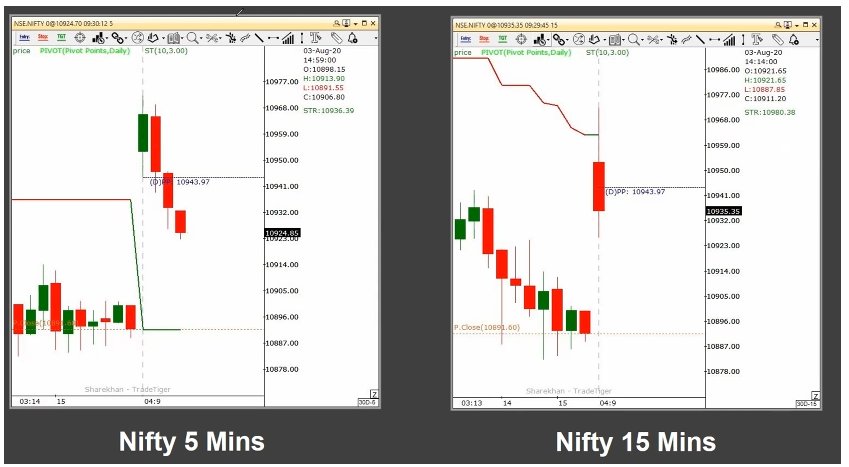 NSE.NIFTY 0@10924.70 09:30:12 5
Entry Stop TGT
price PIVOT(Pivot Points,Daily) ST(10,3.00)
03-Aug-20
14:59:00
O:10898.15
H:10913.90
L:10891.55
C:10906.80
STR:10936.39
10977.00
10968.00
10959.00
10950.00
10941.00
10932.00
10924.85
10923.00
10914.00
10905.00
10896.00
10887.00
10878.00
(D)PP: 10943.97
Sharekhan - TradeTiger
Z
03:14 15 04:9
30D-6
Nifty 5 Mins
NSE.NIFTY 0@10935.35 09:29:45 15
Entry Stop TGT
price PIVOT(Pivot Points,Daily) ST(10,3.00)
03-Aug-20
14:14:00
O:10921.65
H:10921.65
L:10887.85
C:10911.20
STR:10980.38
10986.00
10977.00
10968.00
10959.00
10950.00
10941.00
10935.35
10932.00
10923.00
10914.00
10905.00
10896.00
10887.00
10878.00
(D)PP: 10943.97
P.Close(10891.60)
Sharekhan - TradeTiger
Z
03:13 14 15 04:9
30D-15
Nifty 15 Mins